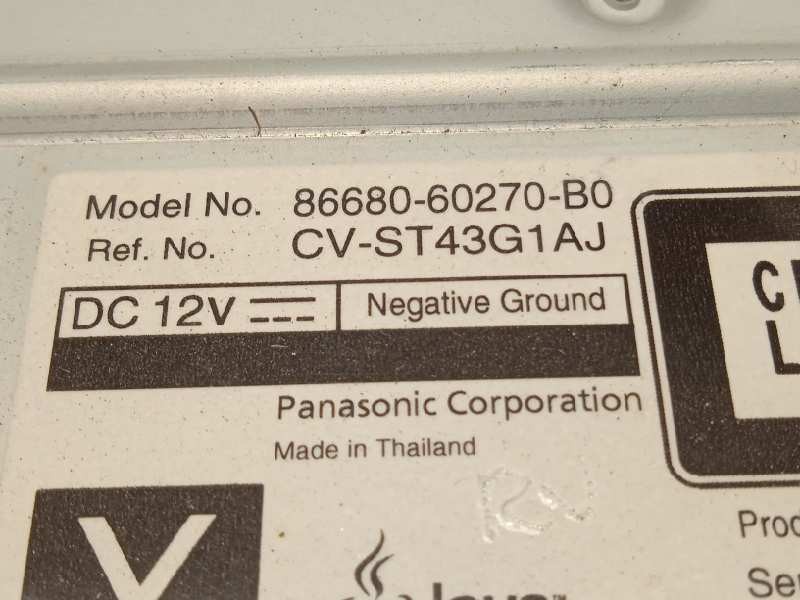 Model No. 86680-60270-B0
Ref. No. CV-ST43G1AJ
DC 12V
Negative Ground
Panasonic Corporation
Made in Thailand